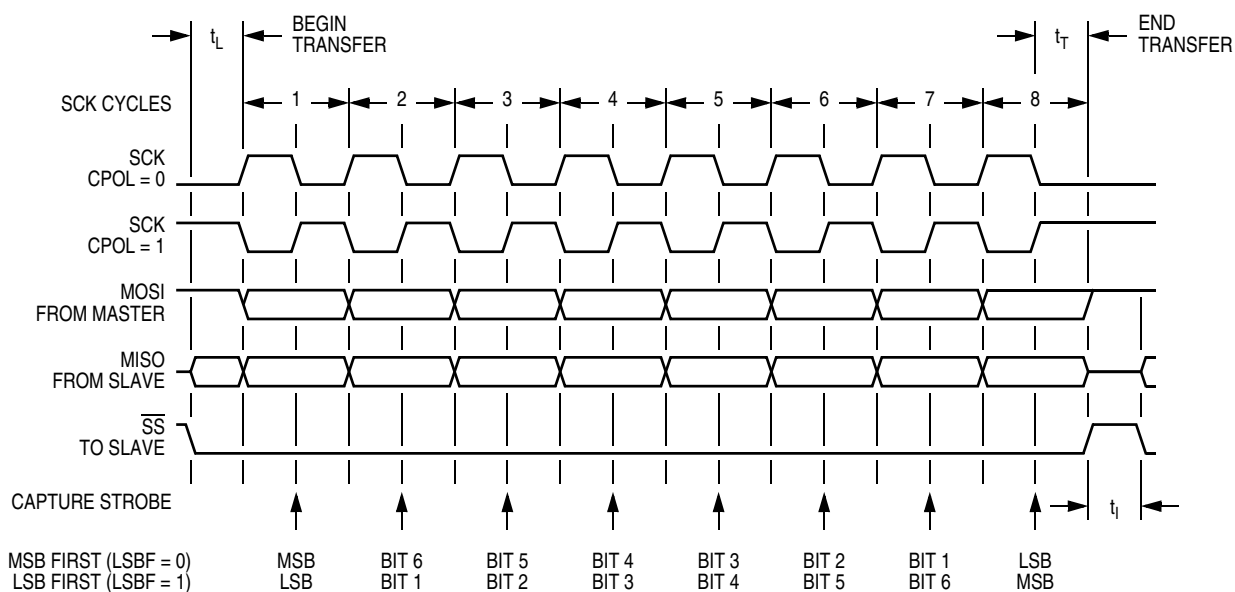 tL
BEGIN
TRANSFER
tT
END
TRANSFER
SCK CYCLES 1 2 3 4 5 6 7 8
SCK
CPOL = 0
SCK
CPOL = 1
MOSI
FROM MASTER
MISO
FROM SLAVE
SS
TO SLAVE
CAPTURE STROBE
tI
MSB FIRST (LSBF = 0) MSB BIT 6 BIT 5 BIT 4 BIT 3 BIT 2 BIT 1 LSB
LSB FIRST (LSBF = 1) LSB BIT 1 BIT 2 BIT 3 BIT 4 BIT 5 BIT 6 MSB